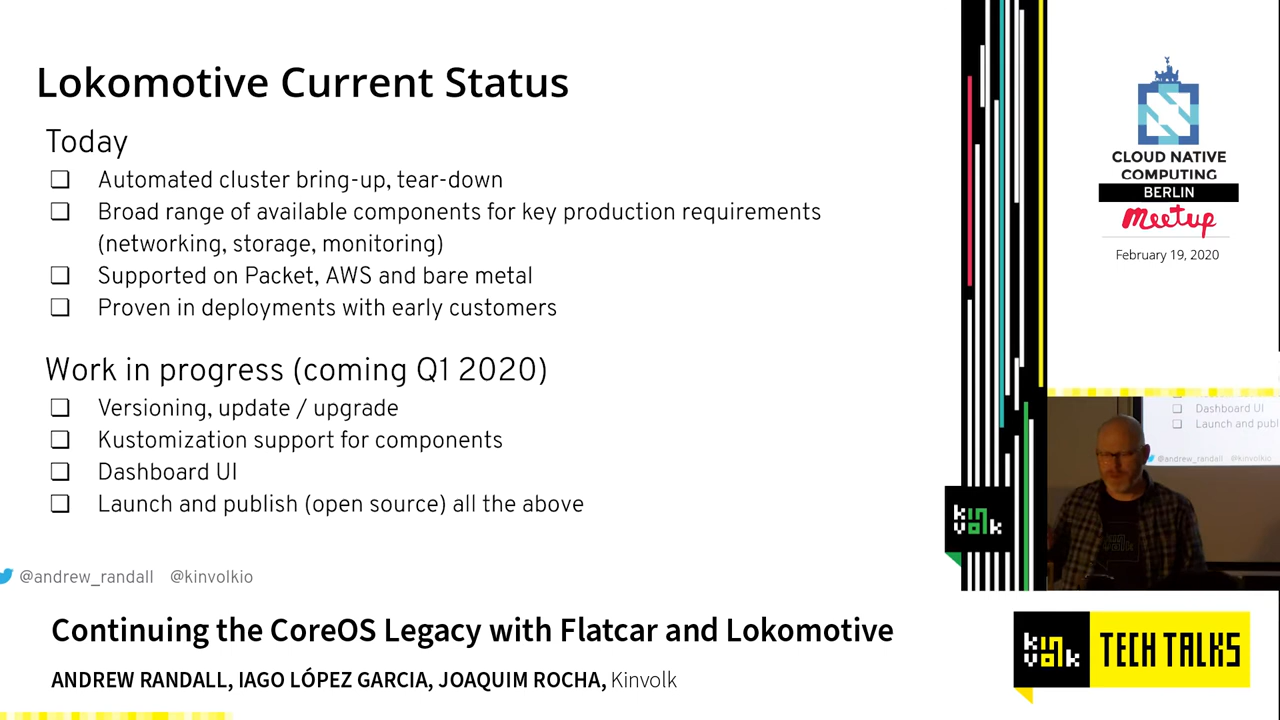 Lokomotive Current Status
Today
Automated cluster bring-up, tear-down
Broad range of available components for key production requirements
(networking, storage, monitoring)
Supported on Packet, AWS and bare metal
Proven in deployments with early customers
Work in progress (coming Q1 2020)
Versioning, update / upgrade
Kustomization support for components
Dashboard UI
Launch and publish (open source) all the above
@andrew_randall @kinvolkio
CLOUD NATIVE
COMPUTING
BERLIN
meetup
February 19, 2020
Dashboard UI
Launch and publ
@andrew_randall @kinvolkio
kinvolk
Continuing the CoreOS Legacy with Flatcar and Lokomotive
ANDREW RANDALL, IAGO LÓPEZ GARCIA, JOAQUIM ROCHA, Kinvolk
kinvolk TECH TALKS